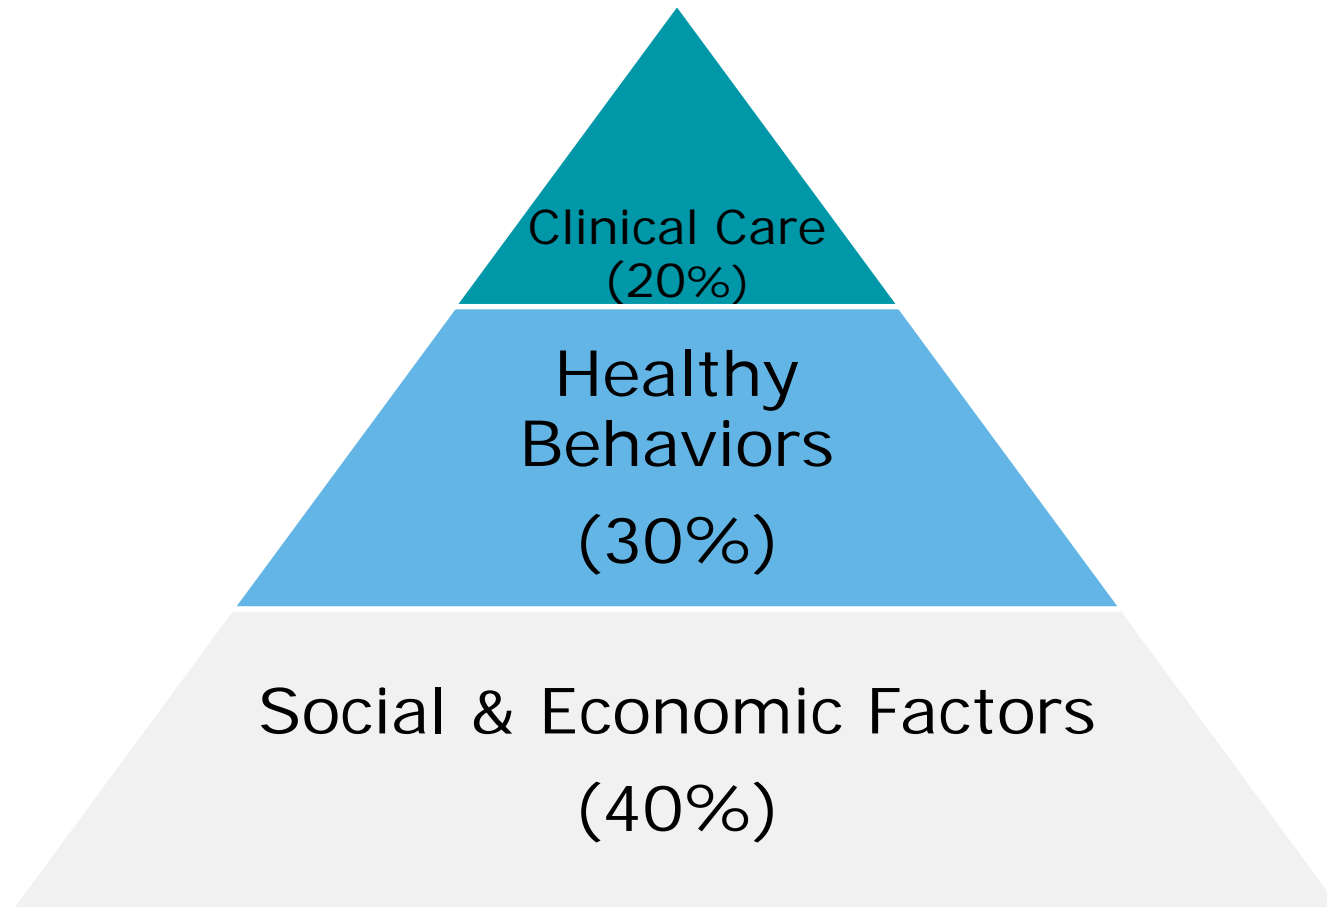 Clinical Care
(20%)
Healthy
Behaviors
(30%)
Social & Economic Factors
(40%)